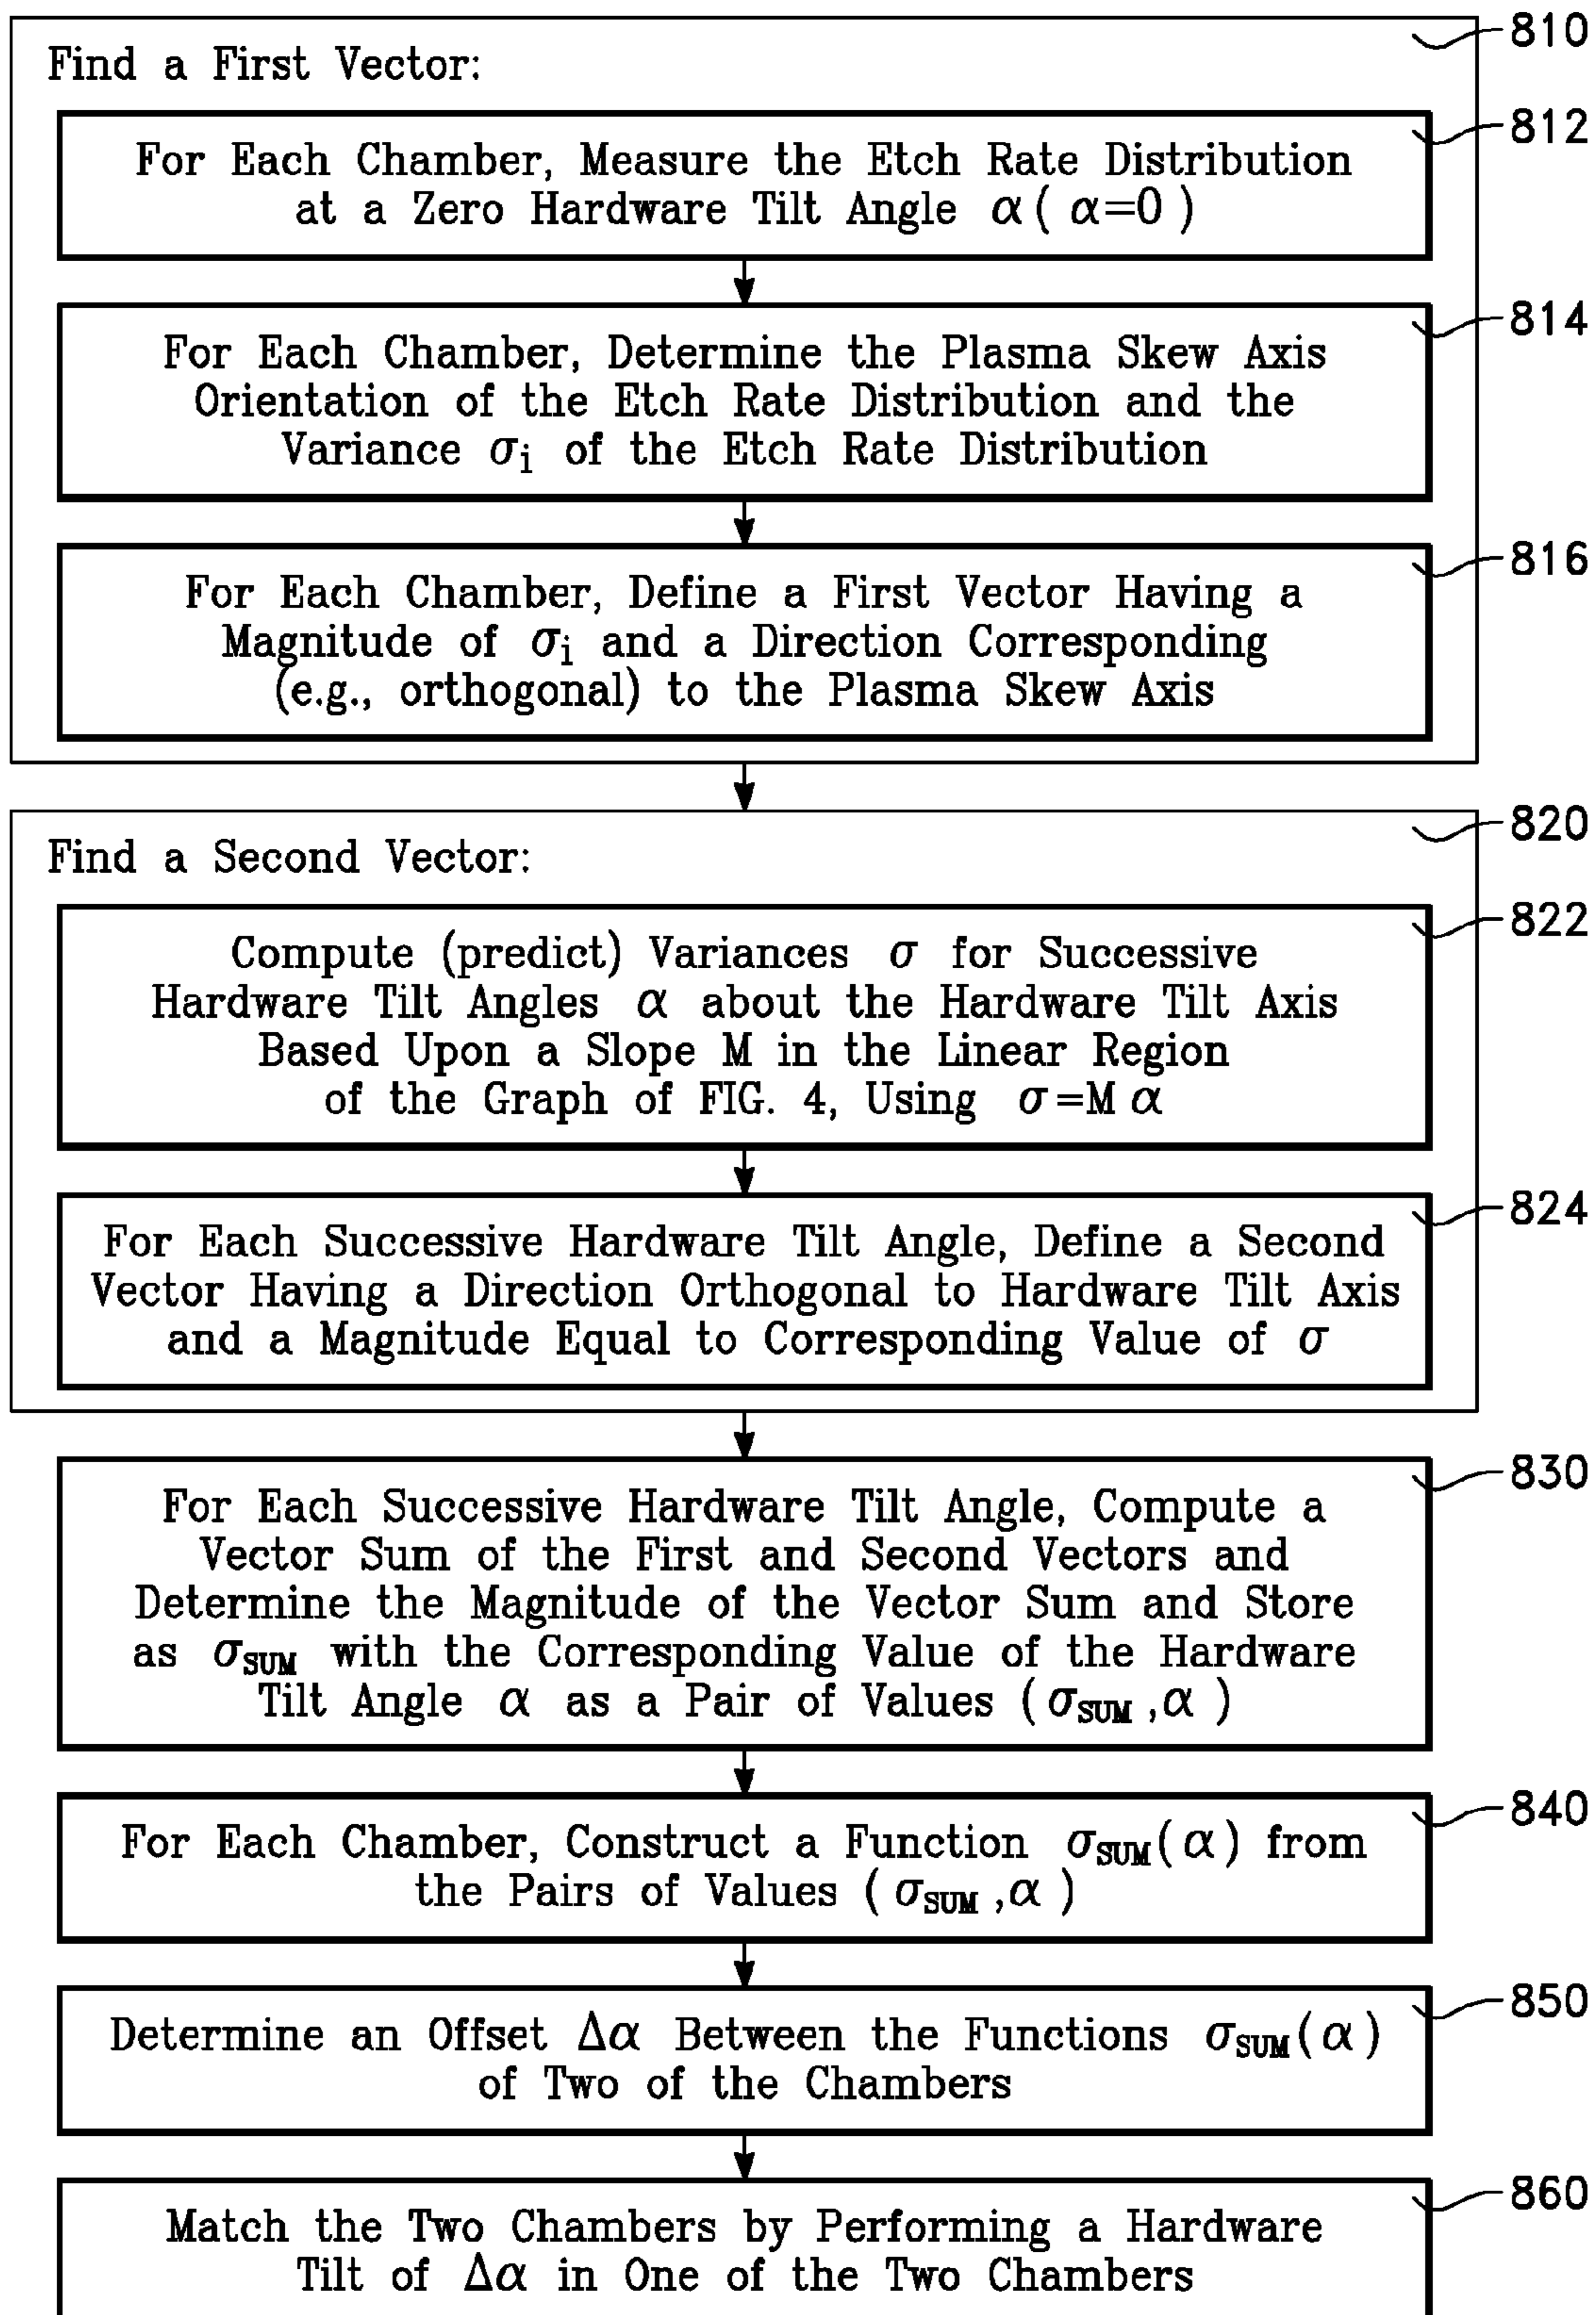 810
Find a First Vector:
812
For Each Chamber, Measure the Etch Rate Distribution
at a Zero Hardware Tilt Angle α ( α=0 )
814
For Each Chamber, Determine the Plasma Skew Axis
Orientation of the Etch Rate Distribution and the
Variance σi of the Etch Rate Distribution
816
For Each Chamber, Define a First Vector Having a
Magnitude of σi and a Direction Corresponding
(e.g., orthogonal) to the Plasma Skew Axis
820
Find a Second Vector:
822
Compute (predict) Variances σ for Successive
Hardware Tilt Angles α about the Hardware Tilt Axis
Based Upon a Slope M in the Linear Region
of the Graph of FIG. 4, Using σ=M α
824
For Each Successive Hardware Tilt Angle, Define a Second
Vector Having a Direction Orthogonal to Hardware Tilt Axis
and a Magnitude Equal to Corresponding Value of σ
830
For Each Successive Hardware Tilt Angle, Compute a
Vector Sum of the First and Second Vectors and
Determine the Magnitude of the Vector Sum and Store
as σSUM with the Corresponding Value of the Hardware
Tilt Angle α as a Pair of Values ( σSUM ,α )
840
For Each Chamber, Construct a Function σSUM(α) from
the Pairs of Values ( σSUM ,α )
850
Determine an Offset Δα Between the Functions σSUM(α)
of Two of the Chambers
860
Match the Two Chambers by Performing a Hardware
Tilt of Δα in One of the Two Chambers